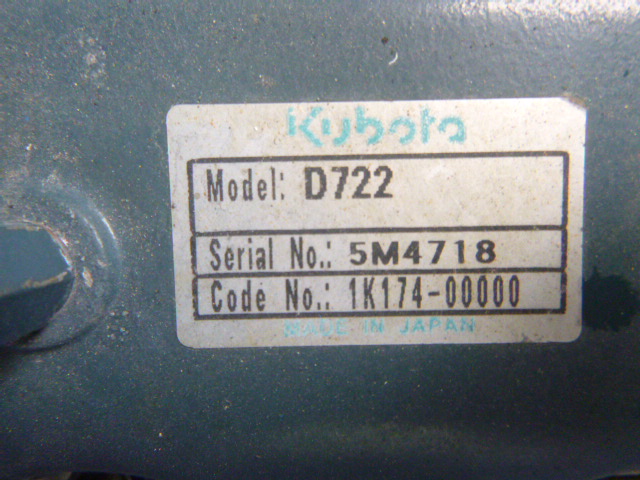 Kubota
Model: D722
Serial No.: 5M4718
Code No.: 1K174-00000
MADE IN JAPAN